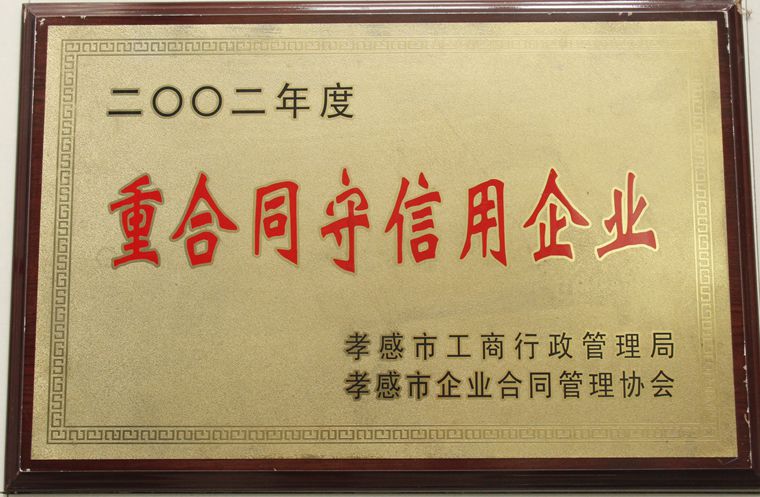 二〇〇二年度
重合同守信用企业
孝感市工商行政管理局
孝感市企业合同管理协会